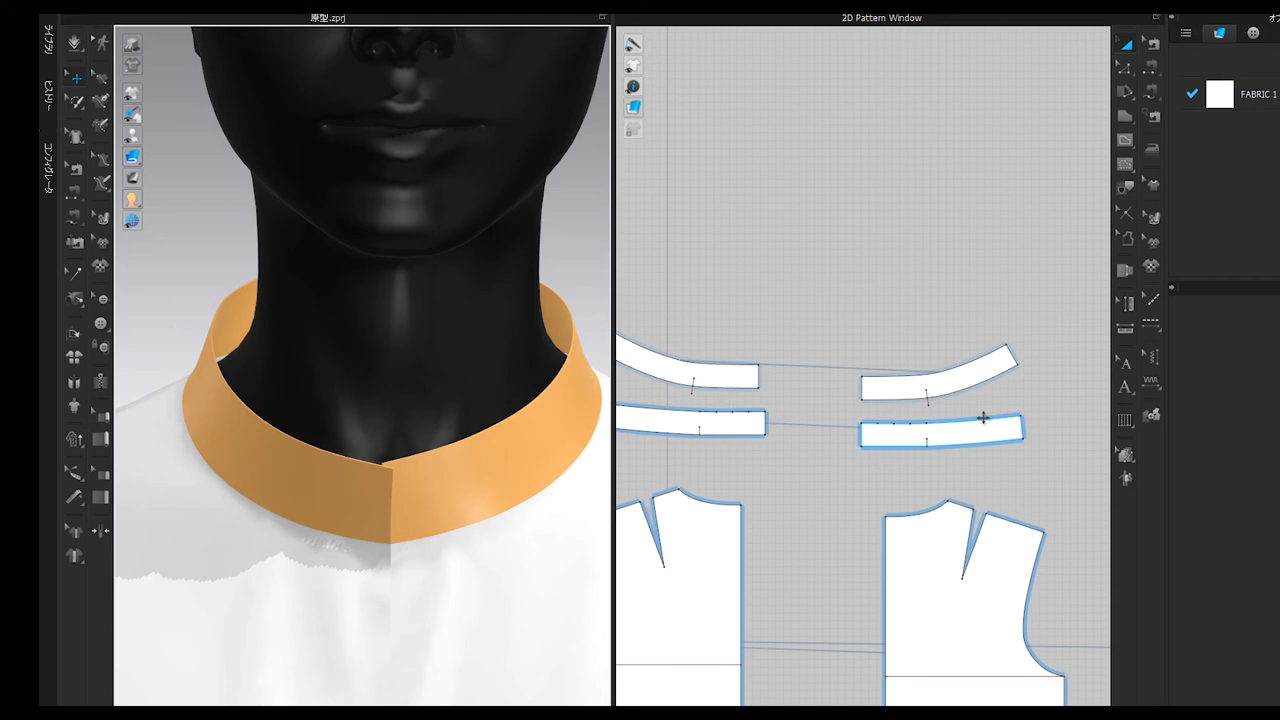 原型.zprj
2D Pattern Window
オ
ライブラリ
ヒストリー
コンフィグレータ
FABRIC 1
A
A